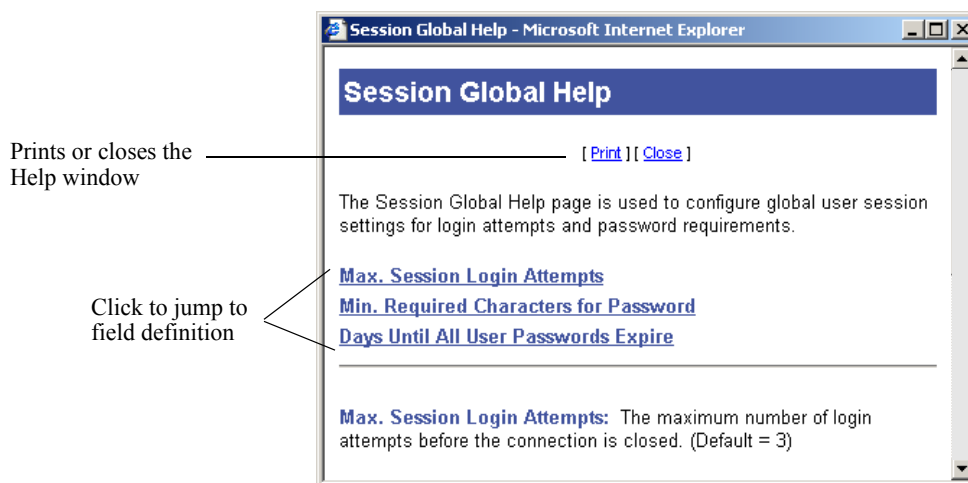 Session Global Help - Microsoft Internet Explorer
Session Global Help
Prints or closes the
Help window
[ Print ] [ Close ]
The Session Global Help page is used to configure global user session
settings for login attempts and password requirements.
Click to jump to
field definition
Max. Session Login Attempts
Min. Required Characters for Password
Days Until All User Passwords Expire
Max. Session Login Attempts:  The maximum number of login
attempts before the connection is closed. (Default = 3)